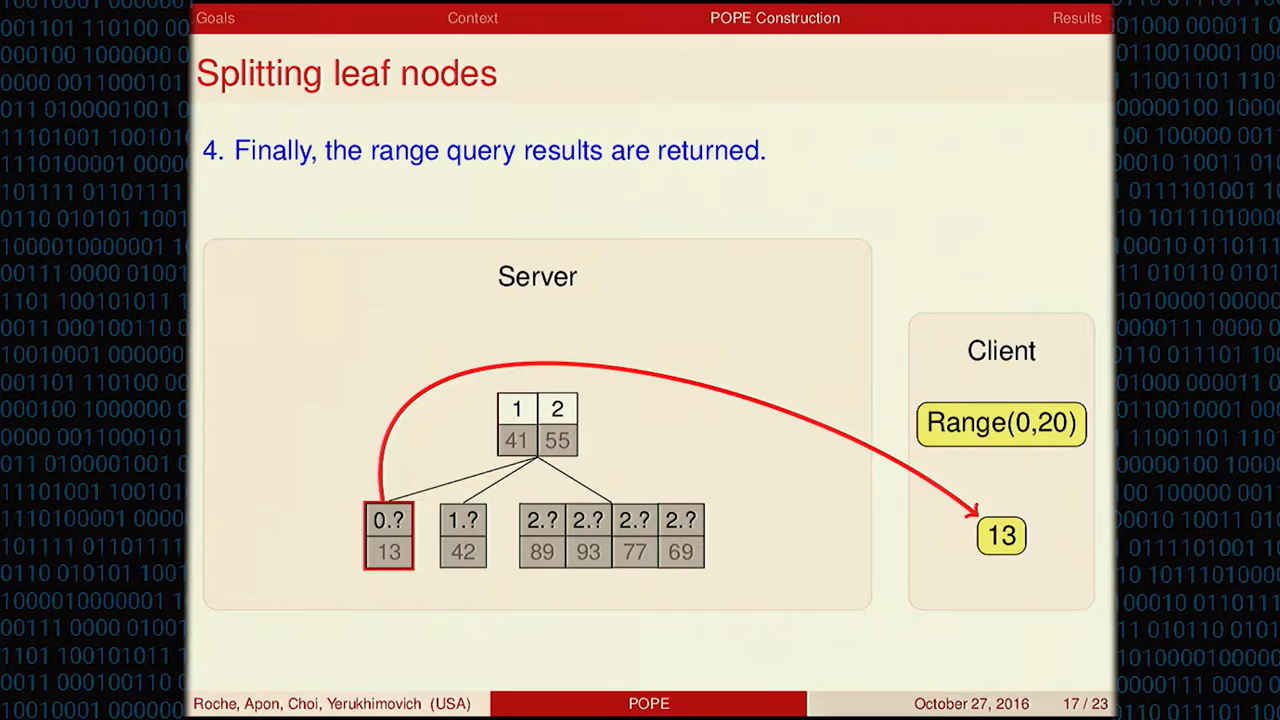 Goals Context POPE Construction Results
Splitting leaf nodes
4. Finally, the range query results are returned.
Server
Client
1 2
41 55
Range(0,20)
0.? 1.? 2.? 2.? 2.? 2.?
13 42 89 93 77 69
13
Roche, Apon, Choi, Yerukhimovich (USA) POPE October 27, 2016 17 / 23